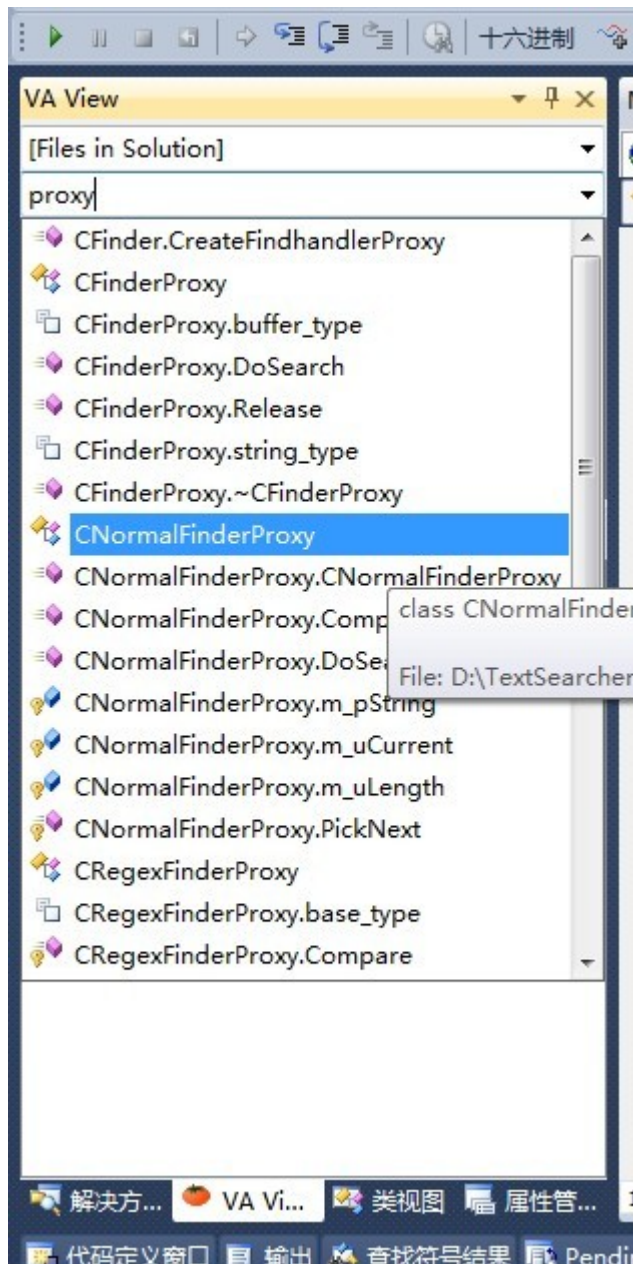 十六进制
VA View
[Files in Solution]
proxy
CFinder.CreateFindhandlerProxy
CFinderProxy
CFinderProxy.buffer_type
CFinderProxy.DoSearch
CFinderProxy.Release
CFinderProxy.string_type
CFinderProxy.~CFinderProxy
CNormalFinderProxy
CNormalFinderProxy.CNormalFinderProxy
CNormalFinderProxy.Comp
class CNormalFinder
CNormalFinderProxy.DoSea
File: D:\TextSearcher
CNormalFinderProxy.m_pString
CNormalFinderProxy.m_uCurrent
CNormalFinderProxy.m_uLength
CNormalFinderProxy.PickNext
CRegexFinderProxy
CRegexFinderProxy.base_type
CRegexFinderProxy.Compare
解决方... VA Vi... 类视图 属性管...
代码定义窗口 输出 查找符号结果 Pendin